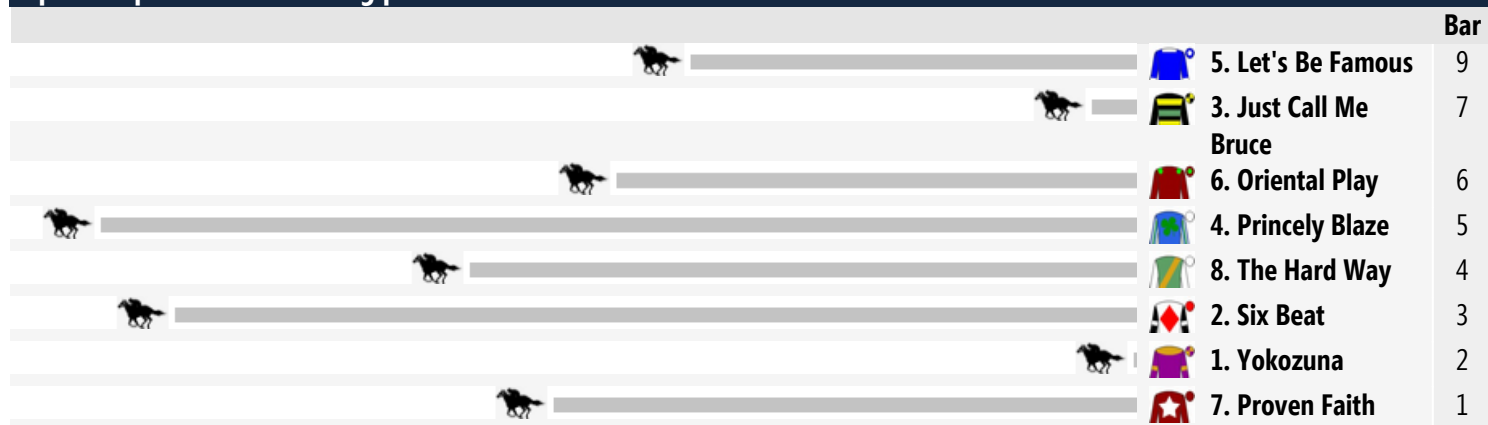 Bar
5. Let's Be Famous 9
3. Just Call Me 7
Bruce
6. Oriental Play 6
4. Princely Blaze 5
8. The Hard Way 4
2. Six Beat 3
1. Yokozuna 2
7. Proven Faith 1